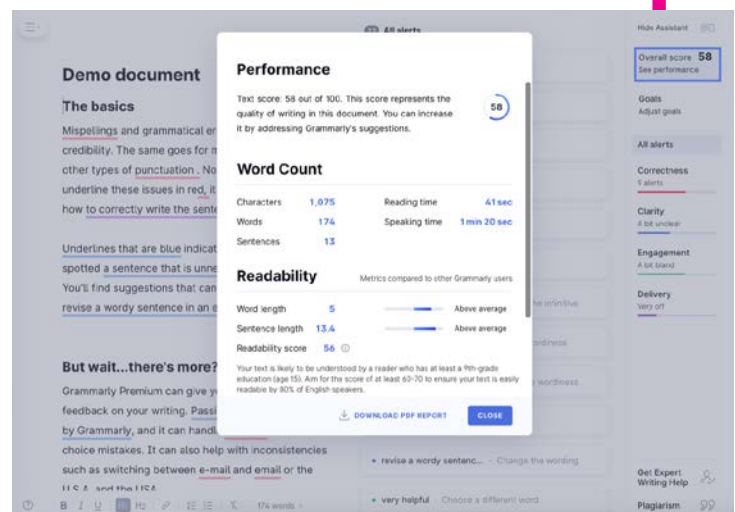 All alerts
Hide Assistant
Demo document
The basics
Mispellings and grammatical er
credibility. The same goes for m
other types of punctuation . No
underline these issues in red, it
how to correctly write the sente
Underlines that are blue indicat
spotted a sentence that is unne
You'll find suggestions that can
revise a wordy sentence in an e
But wait...there's more?
Grammarly Premium can give yo
feedback on your writing. Passi
by Grammarly, and it can handl
choice mistakes. It can also help with inconsistencies
such as switching between e-mail and email or the
U.S.A. and the USA.
B I U H1 H2
174 words
Performance
Text score: 58 out of 100. This score represents the
quality of writing in this document. You can increase
it by addressing Grammarly's suggestions.
58
Word Count
Characters 1,075 Reading time 41 sec
Words 174 Speaking time 1 min 20 sec
Sentences 13
Readability Metrics compared to other Grammarly users
Word length 5 Above average
Sentence length 13.4 Above average
Readability score 56
Your text is likely to be understood by a reader who has at least a 9th-grade
education (age 15). Aim for the score of at least 60-70 to ensure your text is easily
readable by 80% of English speakers.
DOWNLOAD PDF REPORT CLOSE
he infinitive
wordiness
revise a wordy sentenc... - Change the wording
very helpful - Choose a different word
Overall score 58
See performance
Goals
Adjust goals
All alerts
Correctness
alerts
Clarity
A bit unclear
Engagement
A bit bland
Delivery
Very off
Get Expert
Writing Help
Plagiarism